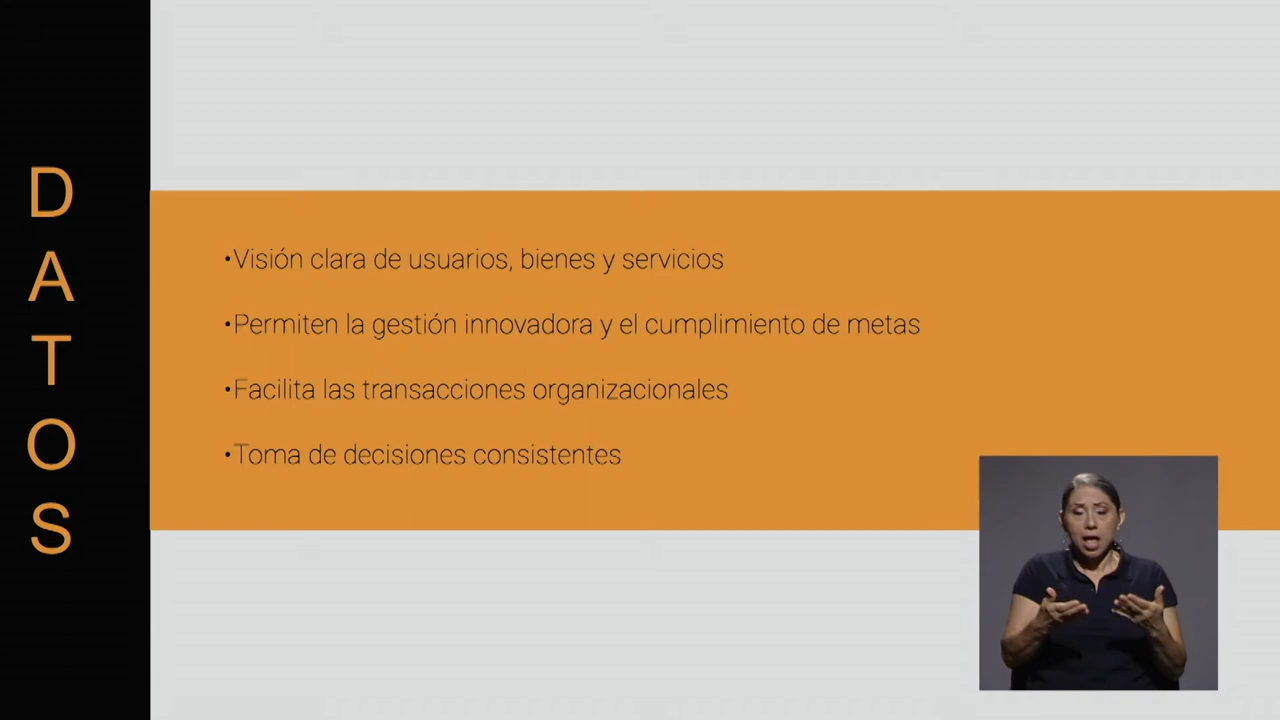 DATOS
•Visión clara de usuarios, bienes y servicios
•Permiten la gestión innovadora y el cumplimiento de metas
•Facilita las transacciones organizacionales
•Toma de decisiones consistentes